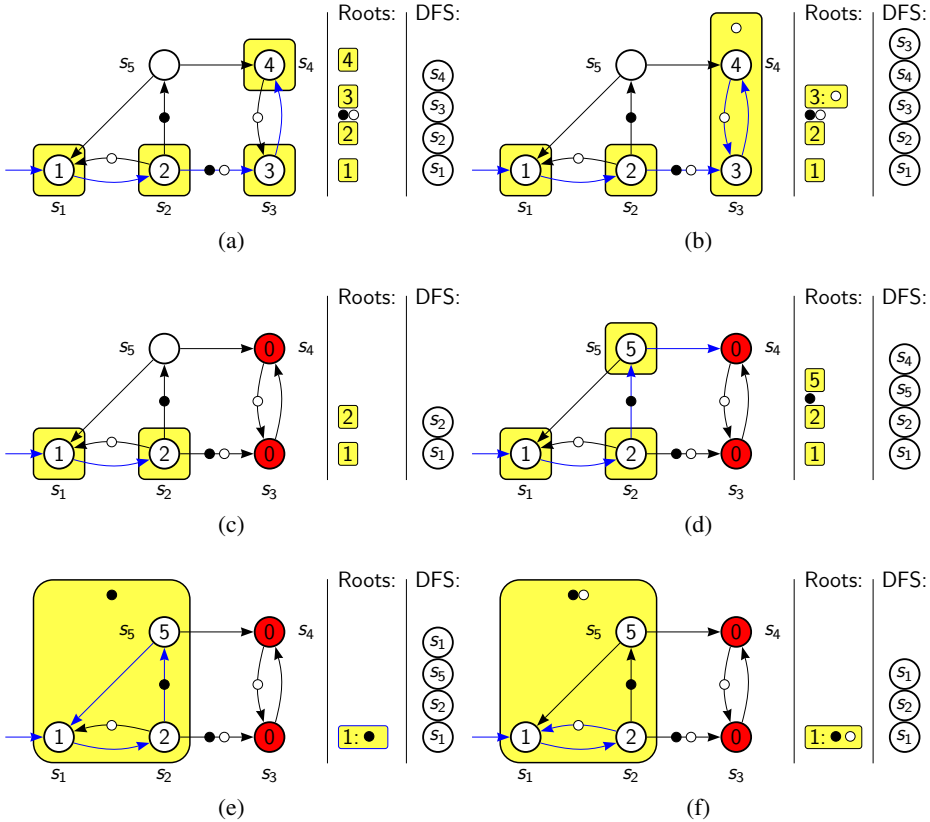 Roots: DFS: Roots: DFS:
s3
s5 4 s4 4 s4 s5 4 s4 s4
3 s3 3: s3
2 s2 2 s2
1 2 3 1 s1 1 2 3 1 s1
s1 s2 s3 s1 s2 s3
(a) (b)
Roots: DFS: Roots: DFS:
s5 0 s4 s5 5 0 s4 s4
5 s5
2 s2 2 s2
1 2 0 1 s1 1 2 0 1 s1
s1 s2 s3 s1 s2 s3
(c) (d)
Roots: DFS: Roots: DFS:
s5 5 0 s4 s1 s5 5 0 s4
s5 s1
s2 s2
1 2 0 1: s1 1 2 0 1: s1
s1 s2 s3 s1 s2 s3
(e) (f)